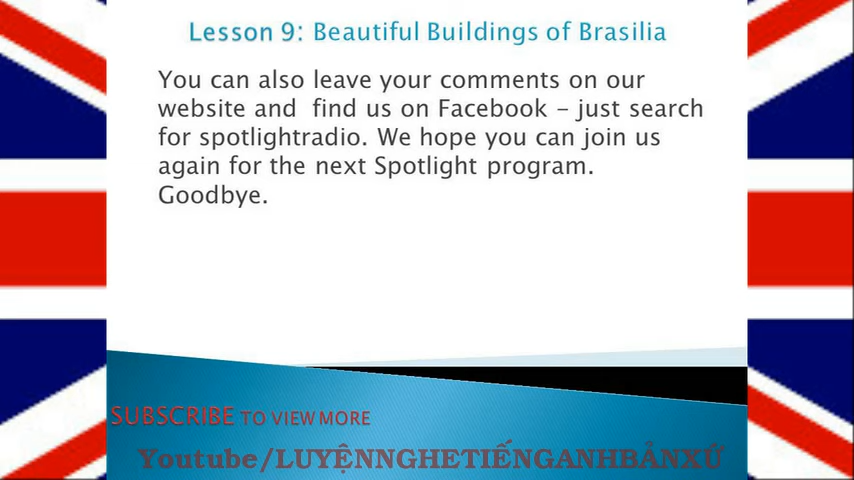 Lesson 9: Beautiful Buildings of Brasilia
You can also leave your comments on our
website and  find us on Facebook – just search
for spotlightradio. We hope you can join us
again for the next Spotlight program.
Goodbye.
SUBSCRIBE TO VIEW MORE
Youtube/LUYỆNNGHETIẾNGANHBẢNXỨ